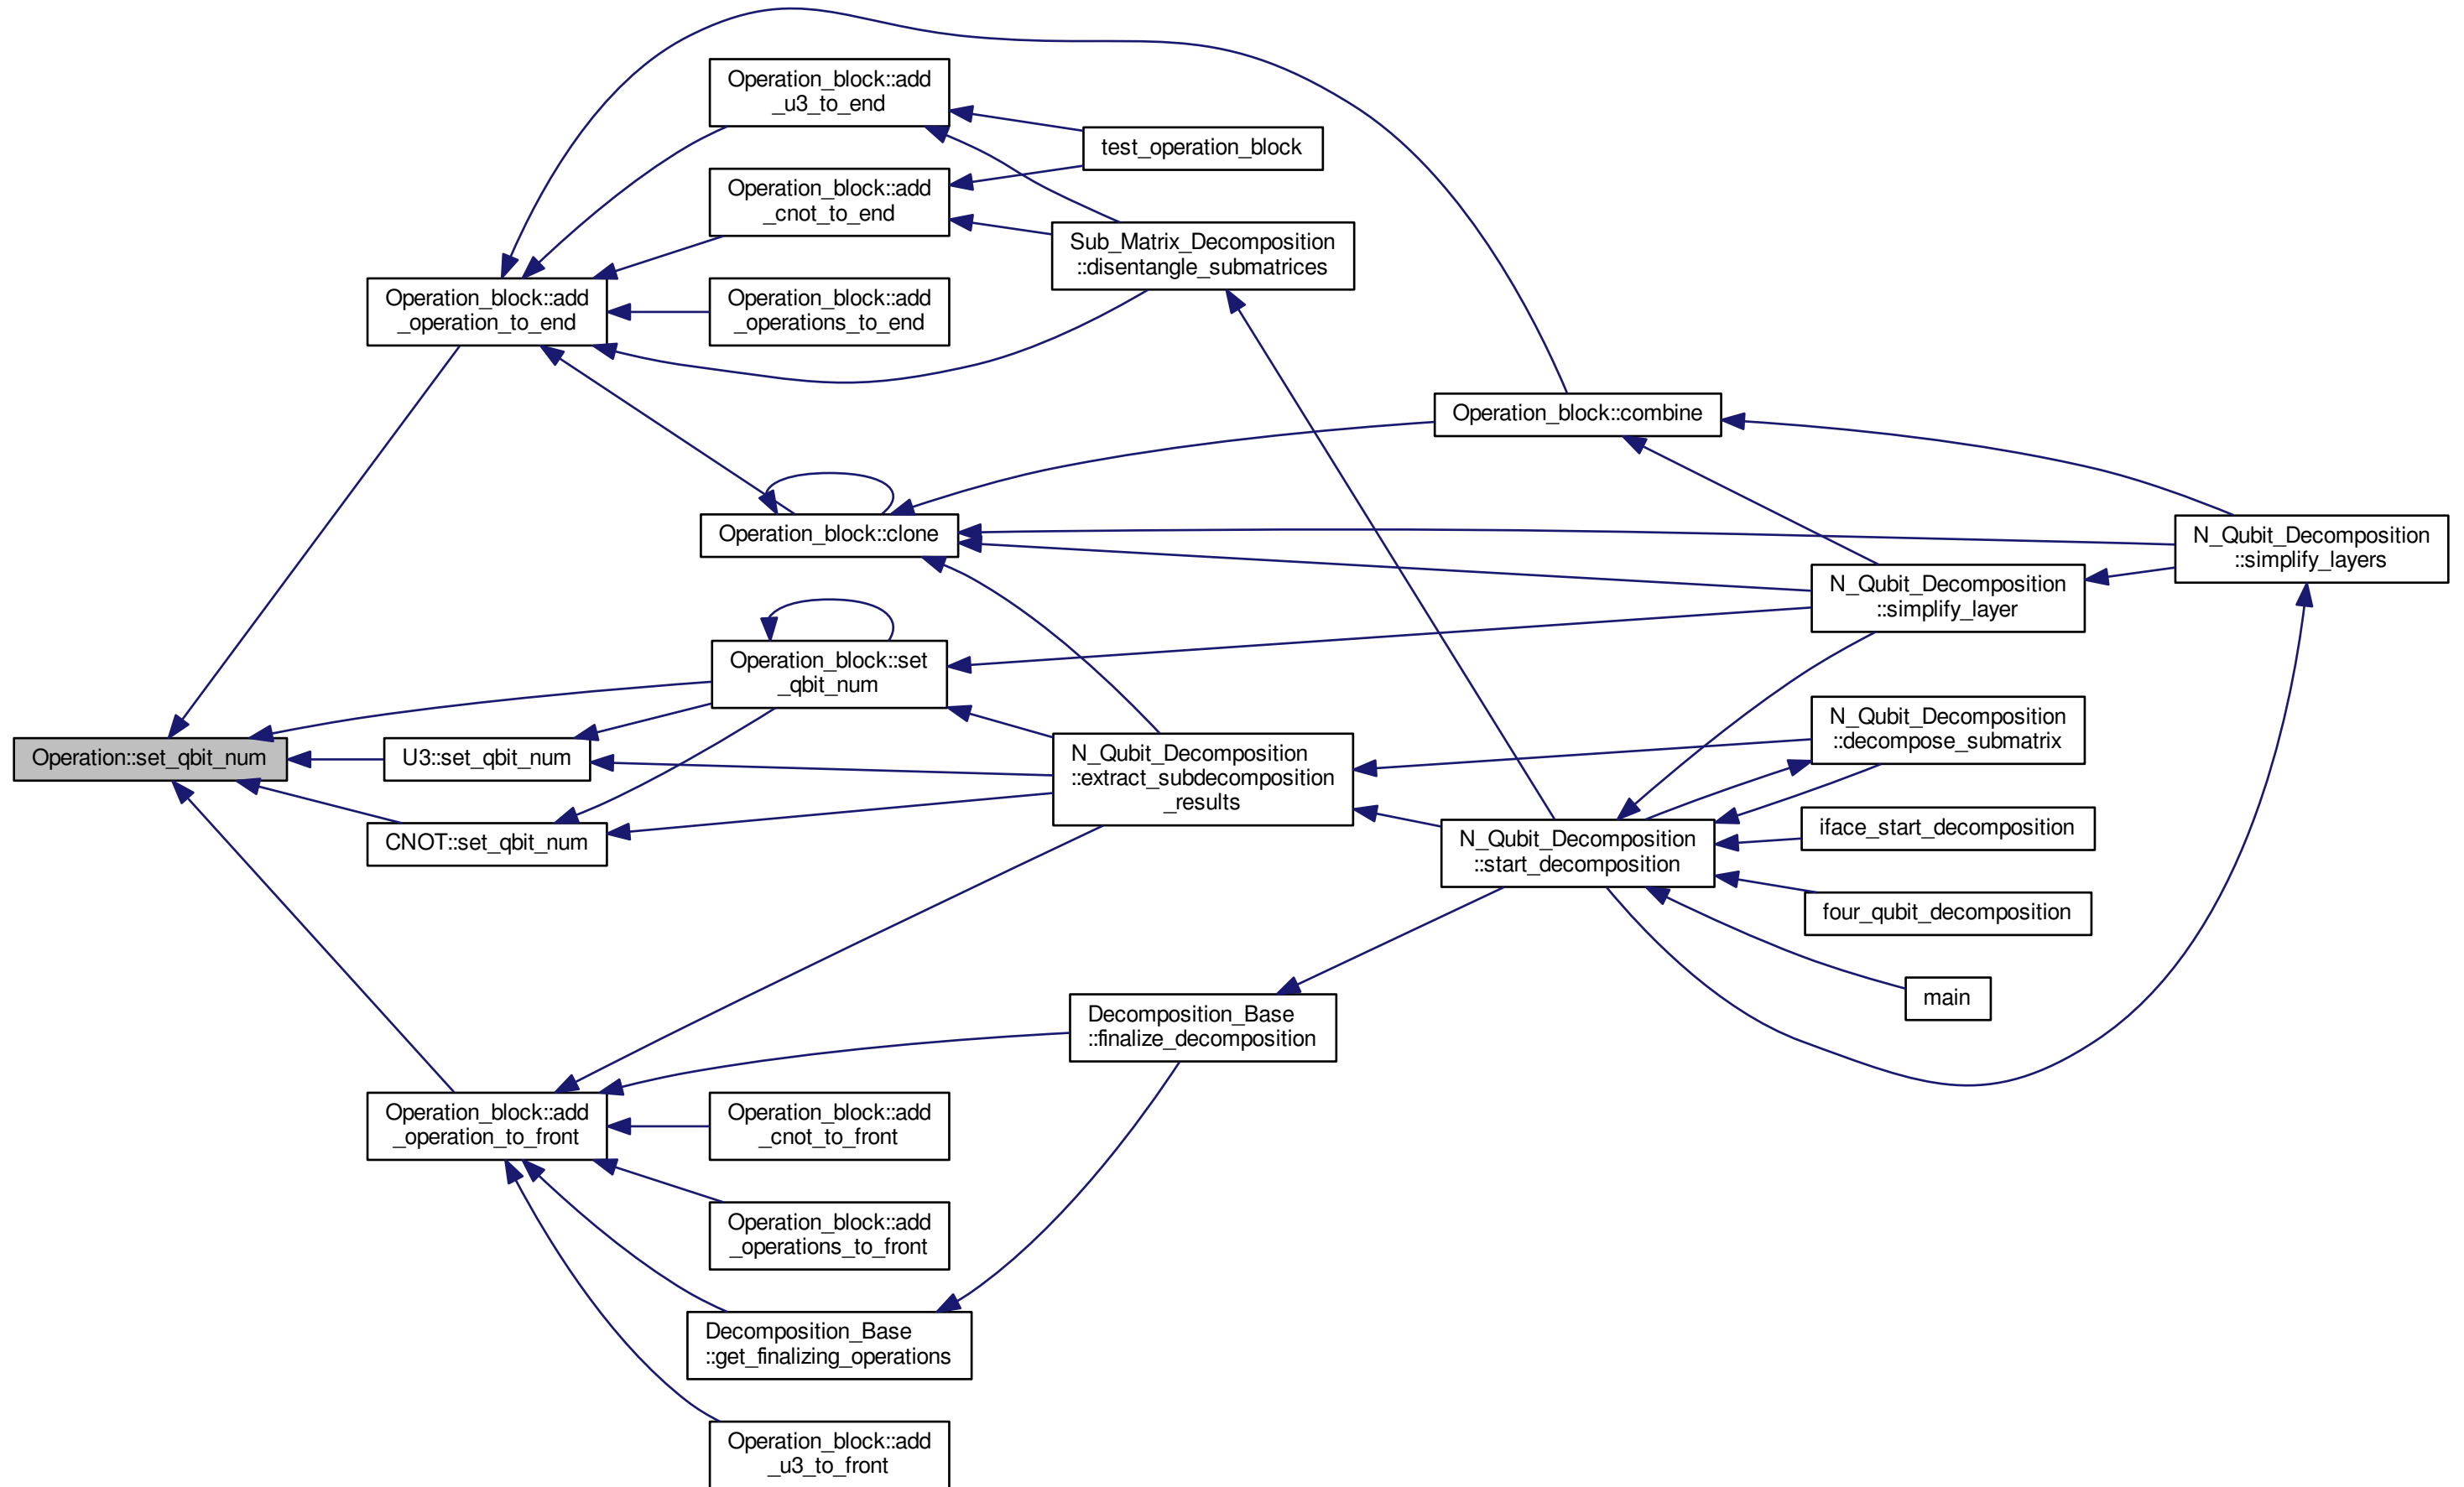 Operation_block::add
_u3_to_end
test_operation_block
Operation_block::add
_cnot_to_end
Sub_Matrix_Decomposition
::disentangle_submatrices
Operation_block::add
_operation_to_end
Operation_block::add
_operations_to_end
Operation_block::combine
Operation_block::clone
N_Qubit_Decomposition
::simplify_layers
N_Qubit_Decomposition
::simplify_layer
Operation_block::set
_qbit_num
N_Qubit_Decomposition
::decompose_submatrix
Operation::set_qbit_num
U3::set_qbit_num
N_Qubit_Decomposition
::extract_subdecomposition
_results
CNOT::set_qbit_num
N_Qubit_Decomposition
::start_decomposition
iface_start_decomposition
four_qubit_decomposition
main
Decomposition_Base
::finalize_decomposition
Operation_block::add
_operation_to_front
Operation_block::add
_cnot_to_front
Operation_block::add
_operations_to_front
Decomposition_Base
::get_finalizing_operations
Operation_block::add
_u3_to_front